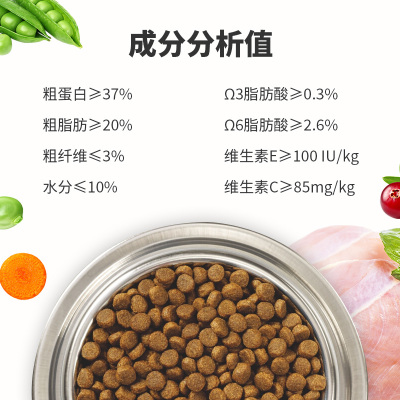 成分分析值
粗蛋白≥37%
Ω3脂肪酸≥0.3%
粗脂肪≥20%
Ω6脂肪酸≥2.6%
粗纤维≤3%
维生素E≥100 IU/kg
水分≤10%
维生素C≥85mg/kg